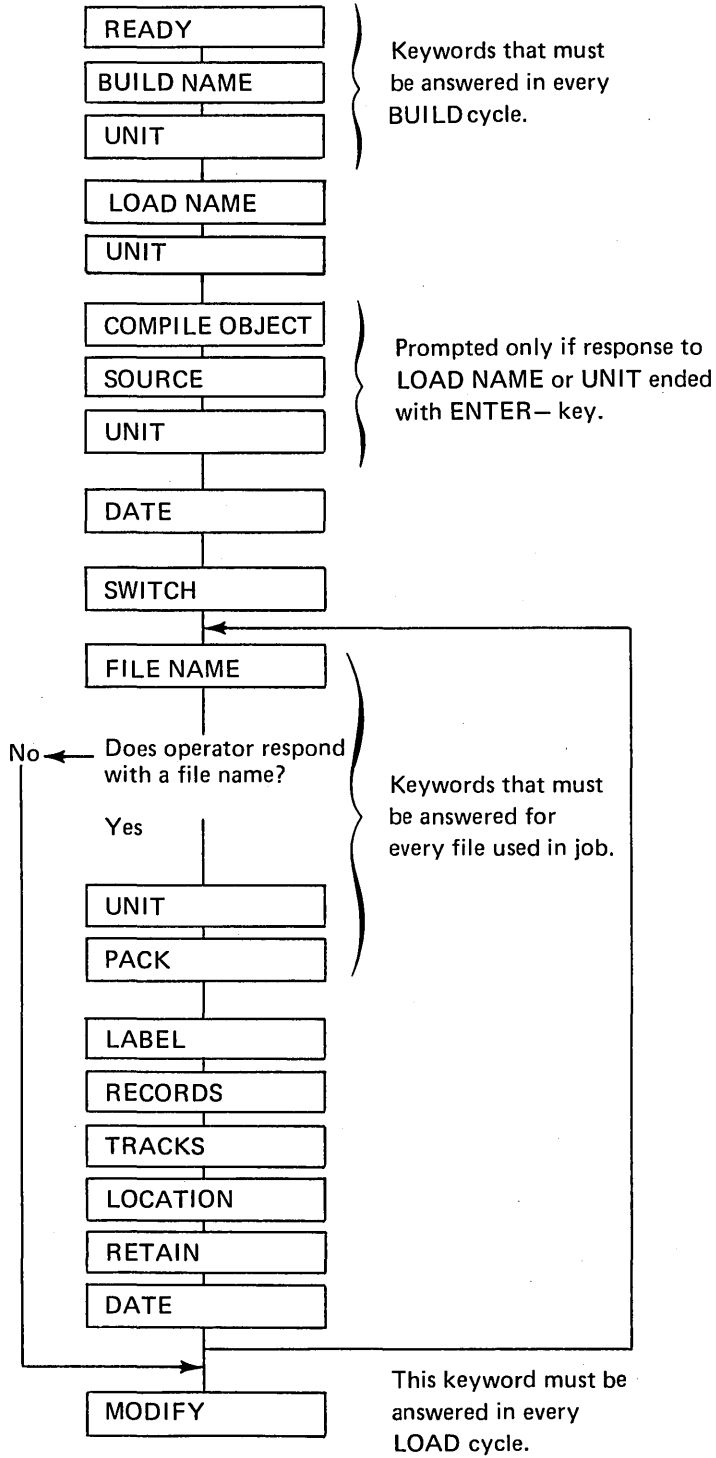 READY
BUILD NAME
UNIT
Keywords that must
be answered in every
BUILD cycle.
LOAD NAME
UNIT
COMPILE OBJECT
SOURCE
UNIT
Prompted only if response to
LOAD NAME or UNIT ended
with ENTER– key.
DATE
SWITCH
FILE NAME
No
Does operator respond
with a file name?
Yes
Keywords that must
be answered for
every file used in job.
UNIT
PACK
LABEL
RECORDS
TRACKS
LOCATION
RETAIN
DATE
MODIFY
This keyword must be
answered in every
LOAD cycle.